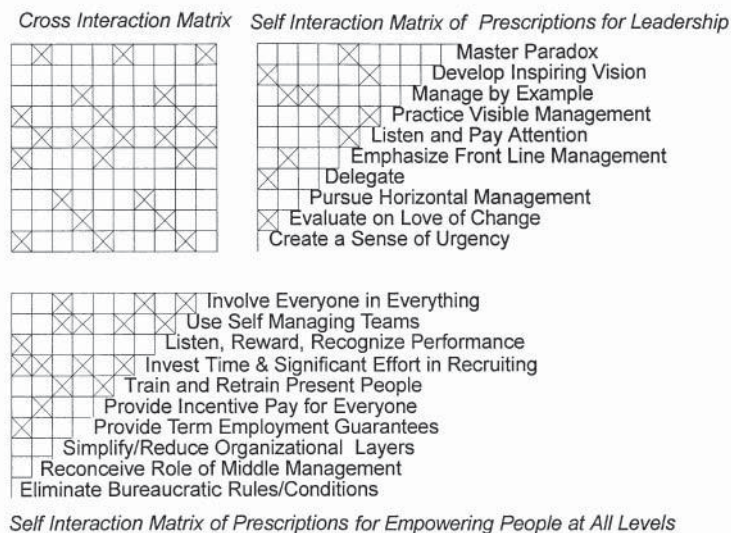 Cross Interaction Matrix
Self Interaction Matrix of Prescriptions for Leadership
Master Paradox
Develop Inspiring Vision
Manage by Example
Practice Visible Management
Listen and Pay Attention
Emphasize Front Line Management
Delegate
Pursue Horizontal Management
Evaluate on Love of Change
Create a Sense of Urgency
Involve Everyone in Everything
Use Self Managing Teams
Listen, Reward, Recognize Performance
Invest Time & Significant Effort in Recruiting
Train and Retrain Present People
Provide Incentive Pay for Everyone
Provide Term Employment Guarantees
Simplify/Reduce Organizational Layers
Reconceive Role of Middle Management
Eliminate Bureaucratic Rules/Conditions
Self Interaction Matrix of Prescriptions for Empowering People at All Levels